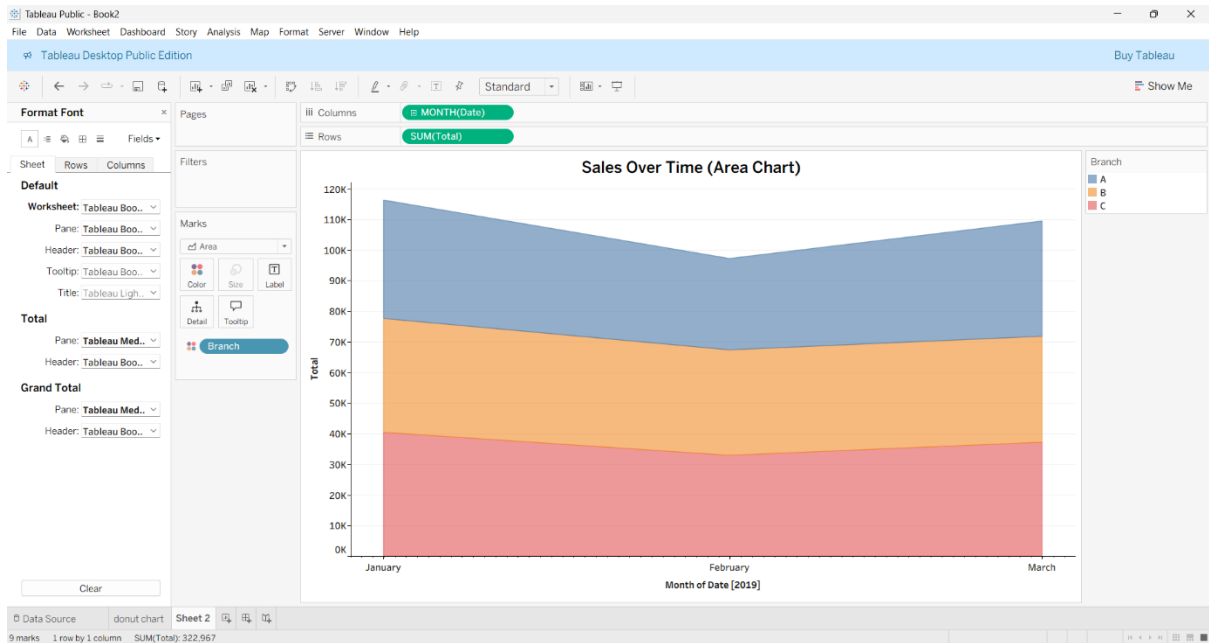 Tableau Public - Book2
File Data Worksheet Dashboard Story Analysis Map Format Server Window Help
Tableau Desktop Public Edition
Buy Tableau
Standard
Show Me
Format Font
Fields
Sheet Rows Columns
Default
Worksheet: Tableau Boo..
Pane: Tableau Boo..
Header: Tableau Boo..
Tooltip: Tableau Boo..
Title: Tableau Ligh..
Total
Pane: Tableau Med..
Header: Tableau Boo..
Grand Total
Pane: Tableau Med..
Header: Tableau Boo..
Clear
Pages
Filters
Marks
Area
Color Size Label
Detail Tooltip
Branch
Columns MONTH(Date)
Rows SUM(Total)
Sales Over Time (Area Chart)
120K
110K
100K
90K
80K
70K
60K
50K
40K
30K
20K
10K
0K
Total
January February March
Month of Date [2019]
Branch
A
B
C
Data Source donut chart Sheet 2
9 marks 1 row by 1 column SUM(Total): 322,967